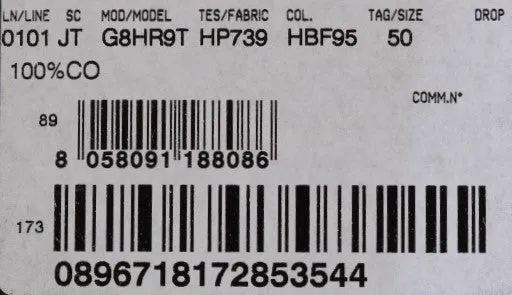 LN/LINE SC MOD/MODEL TES/FABRIC COL. TAG/SIZE DROP
0101 JT G8HR9T HP739 HBF95 50
100%CO
COMM.N°
89
8 058091 188086
173
0896718172853544